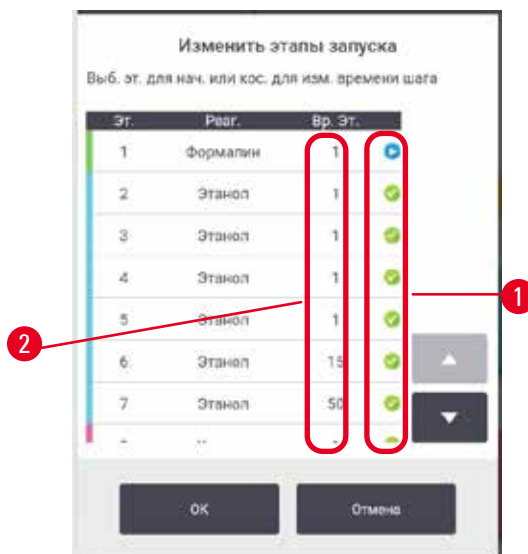 Изменить этапы запуска
Выб. эт. для нач. или кос. для изм. времени шага
Эт. Реаг. Вр. Эт.
1 Формалин 1
2 Этанол 1
3 Этанол 1
4 Этанол 1
5 Этанол 1
6 Этанол 15
7 Этанол 50
ОК Отмена
1
2